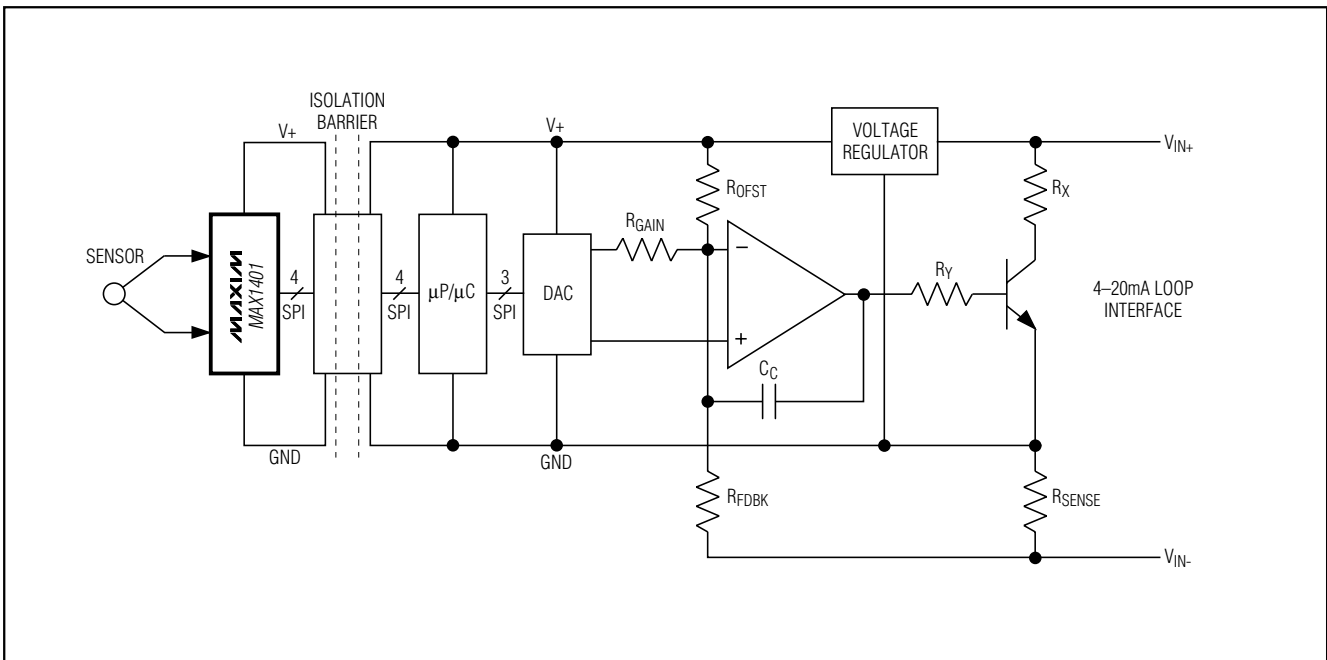 ISOLATION
BARRIER
V+
V+
VOLTAGE
REGULATOR
VIN+
ROFST
RX
RGAIN
SENSOR
MAXIM
MAX1401
4
SPI
4
SPI
μP/μC
3
SPI
DAC
−
+
RY
4–20mA LOOP
INTERFACE
CC
GND
GND
RFDBK
RSENSE
VIN-